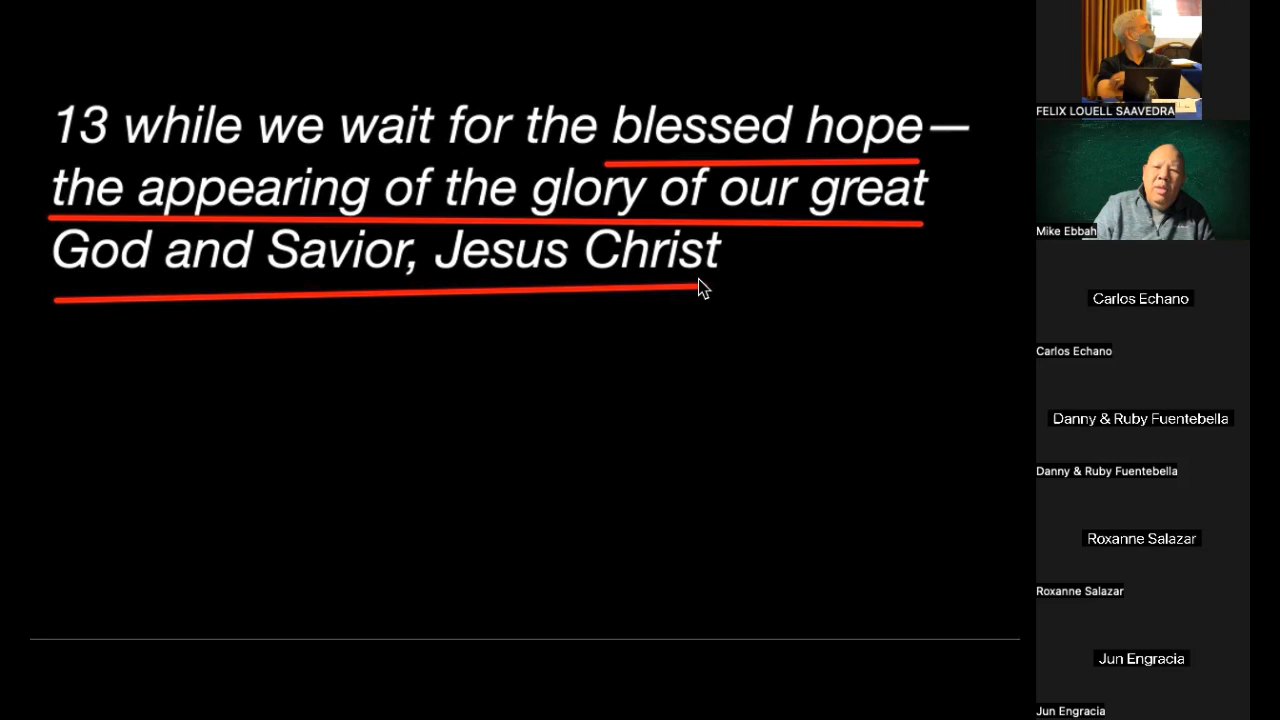 13 while we wait for the blessed hope—
the appearing of the glory of our great
God and Savior, Jesus Christ
FELIX LOUELL SAAVEDRA
Mike Ebbah
Carlos Echano
Carlos Echano
Danny & Ruby Fuentebella
Danny & Ruby Fuentebella
Roxanne Salazar
Roxanne Salazar
Jun Engracia
Jun Engracia